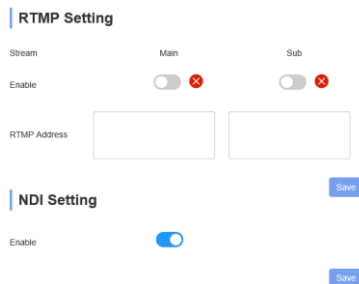 RTMP Setting
Stream Main Sub
Enable
RTMP Address
Save
NDI Setting
Enable
Save